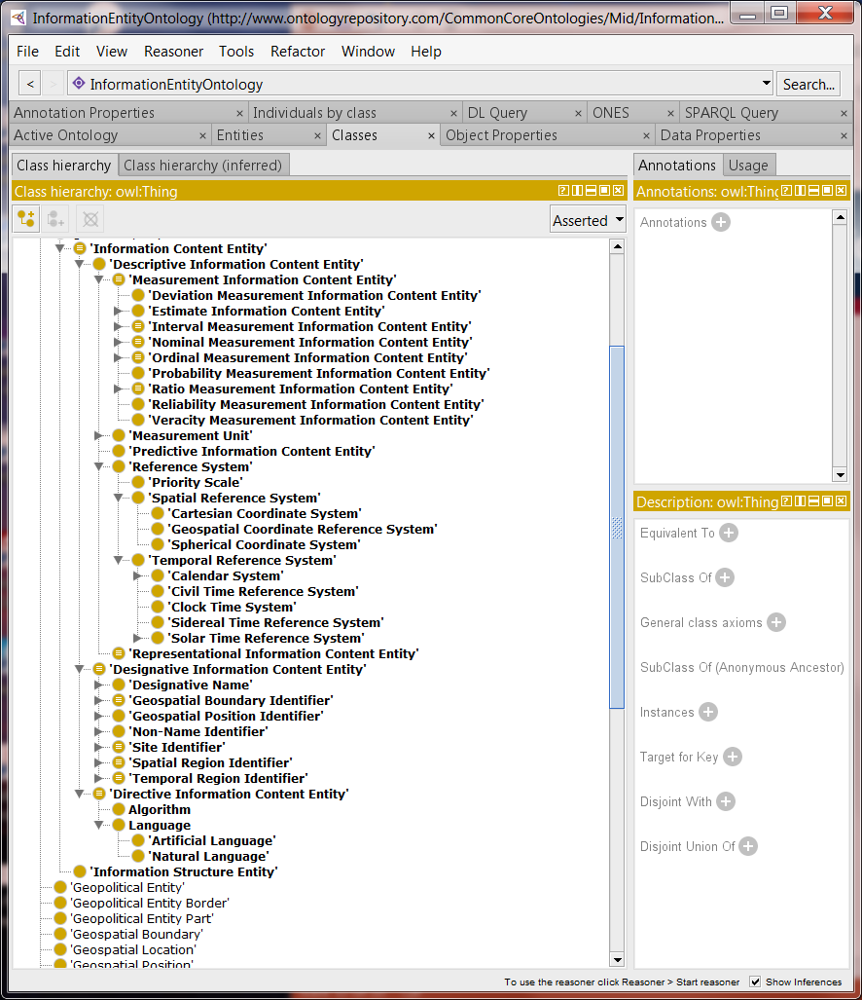 InformationEntityOntology (http://www.ontologyrepository.com/CommonCoreOntologies/Mid/Information...
File Edit View Reasoner Tools Refactor Window Help
< > InformationEntityOntology Search...
Annotation Properties × Individuals by class × DL Query × ONES × SPARQL Query ×
Active Ontology × Entities × Classes × Object Properties × Data Properties ×
Class hierarchy Class hierarchy (inferred)
Class hierarchy: owl:Thing
Asserted
'Information Content Entity'
'Descriptive Information Content Entity'
'Measurement Information Content Entity'
'Deviation Measurement Information Content Entity'
'Estimate Information Content Entity'
'Interval Measurement Information Content Entity'
'Nominal Measurement Information Content Entity'
'Ordinal Measurement Information Content Entity'
'Probability Measurement Information Content Entity'
'Ratio Measurement Information Content Entity'
'Reliability Measurement Information Content Entity'
'Veracity Measurement Information Content Entity'
'Measurement Unit'
'Predictive Information Content Entity'
'Reference System'
'Priority Scale'
'Spatial Reference System'
'Cartesian Coordinate System'
'Geospatial Coordinate Reference System'
'Spherical Coordinate System'
'Temporal Reference System'
'Calendar System'
'Civil Time Reference System'
'Clock Time System'
'Sidereal Time Reference System'
'Solar Time Reference System'
'Representational Information Content Entity'
'Designative Information Content Entity'
'Designative Name'
'Geospatial Boundary Identifier'
'Geospatial Position Identifier'
'Non-Name Identifier'
'Site Identifier'
'Spatial Region Identifier'
'Temporal Region Identifier'
'Directive Information Content Entity'
Algorithm
Language
'Artificial Language'
'Natural Language'
'Information Structure Entity'
'Geopolitical Entity'
'Geopolitical Entity Border'
'Geopolitical Entity Part'
'Geospatial Boundary'
'Geospatial Location'
'Geospatial Position'
Annotations Usage
Annotations: owl:Thing
Annotations
Description: owl:Thing
Equivalent To
SubClass Of
General class axioms
SubClass Of (Anonymous Ancestor)
Instances
Target for Key
Disjoint With
Disjoint Union Of
To use the reasoner click Reasoner > Start reasoner Show Inferences